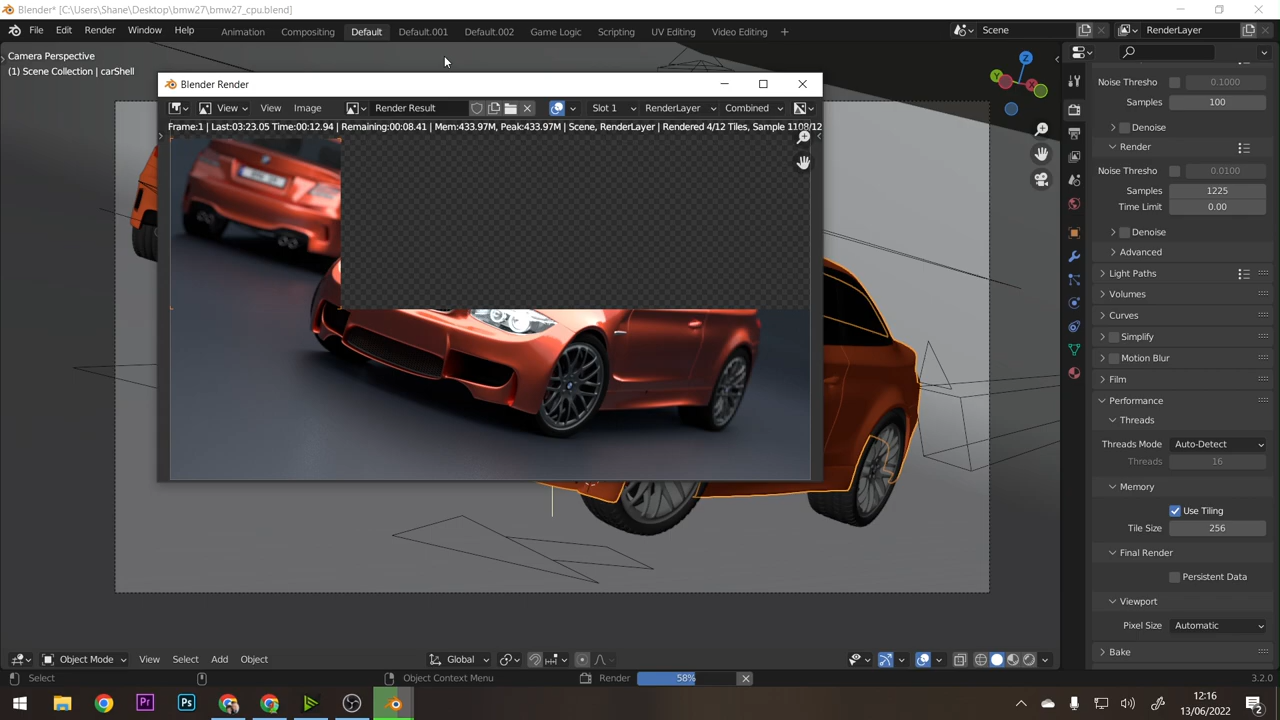 Blender* [C:\Users\Shane\Desktop\bmw27\bmw27_cpu.blend]
File Edit Render Window Help Animation Compositing Default Default.001 Default.002 Game Logic Scripting UV Editing Video Editing + Scene RenderLayer
Camera Perspective
(1) Scene Collection | carShell
Blender Render
View View Image Render Result Slot 1 RenderLayer Combined
Frame:1 | Last:03:23.05 Time:00:12.94 | Remaining:00:08.41 | Mem:433.97M, Peak:433.97M | Scene, RenderLayer | Rendered 4/12 Tiles, Sample 1108/12
Z
Y
Noise Thresho 0.1000
Samples 100
Denoise
Render
Noise Thresho 0.0100
Samples 1225
Time Limit 0.00
Denoise
Advanced
Light Paths
Volumes
Curves
Simplify
Motion Blur
Film
Performance
Threads
Threads Mode Auto-Detect
Threads 16
Memory
Use Tiling
Tile Size 256
Final Render
Persistent Data
Viewport
Pixel Size Automatic
Bake
Object Mode View Select Add Object Global
Select Object Context Menu Render 58% 3.2.0
Pr Ps
12:16
13/06/2022
2